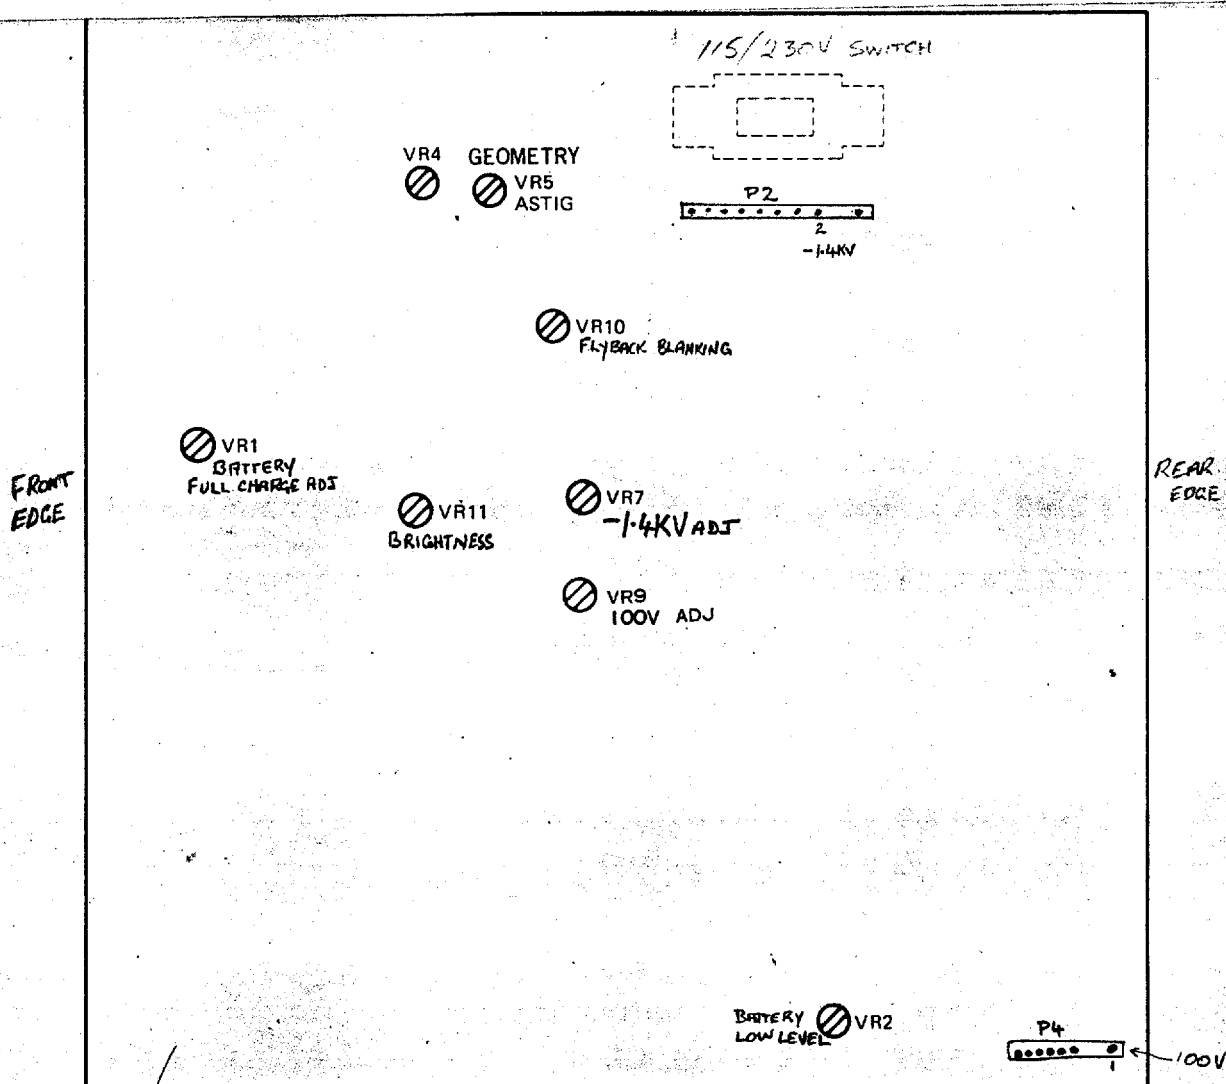 115/230V SWITCH
VR4
GEOMETRY
VR5
ASTIG
P2
2
-1.4KV
VR10
FLYBACK BLANKING
VR1
BATTERY
FULL CHARGE ADJ
FRONT
EDGE
REAR
EDGE
VR11
BRIGHTNESS
VR7
-1.4KV ADJ
VR9
100V ADJ
BATTERY
LOW LEVEL
VR2
P4
1
100V